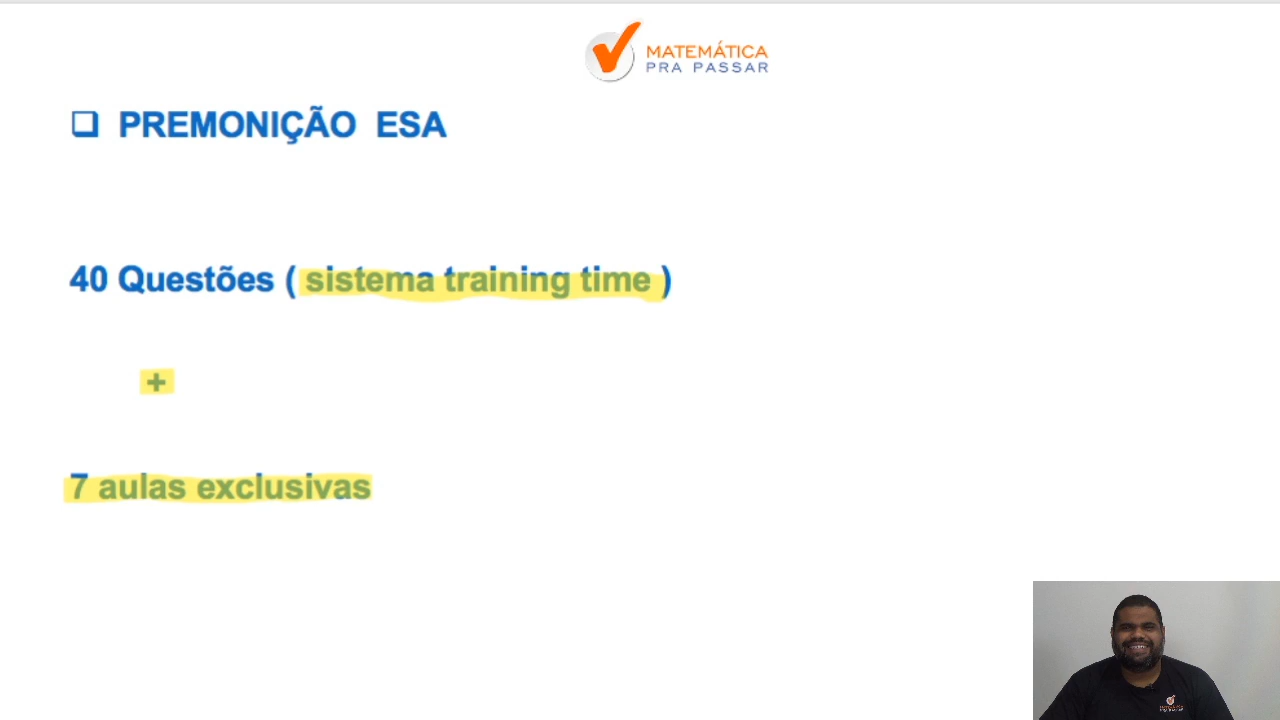 MATEMÁTICA
PRA PASSAR
PREMONIÇÃO ESA
40 Questões ( sistema training time )
+
7 aulas exclusivas